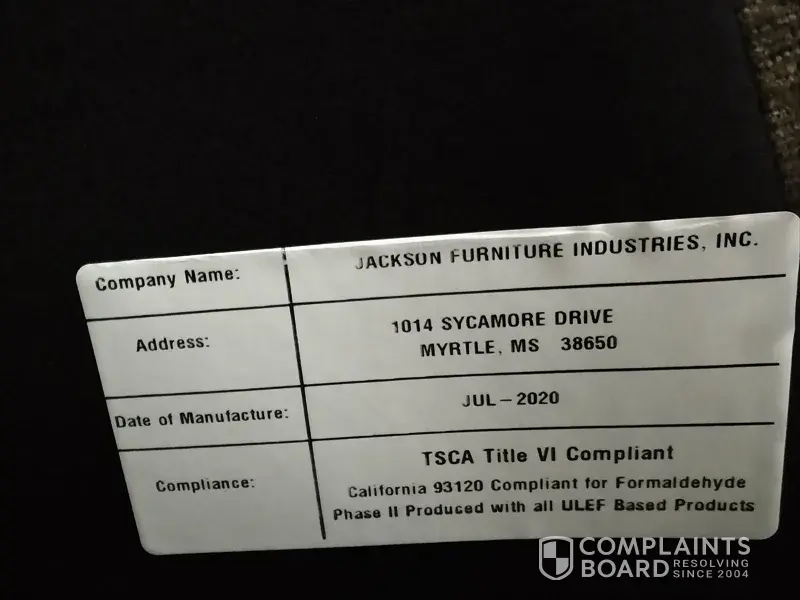 Company Name: JACKSON FURNITURE INDUSTRIES, INC.
Address: 1014 SYCAMORE DRIVE
MYRTLE, MS 38650
Date of Manufacture: JUL-2020
Compliance: TSCA Title VI Compliant
California 93120 Compliant for Formaldehyde
Phase II Produced with all ULEF Based Products
COMPLAINTS
BOARD RESOLVING
SINCE 2004